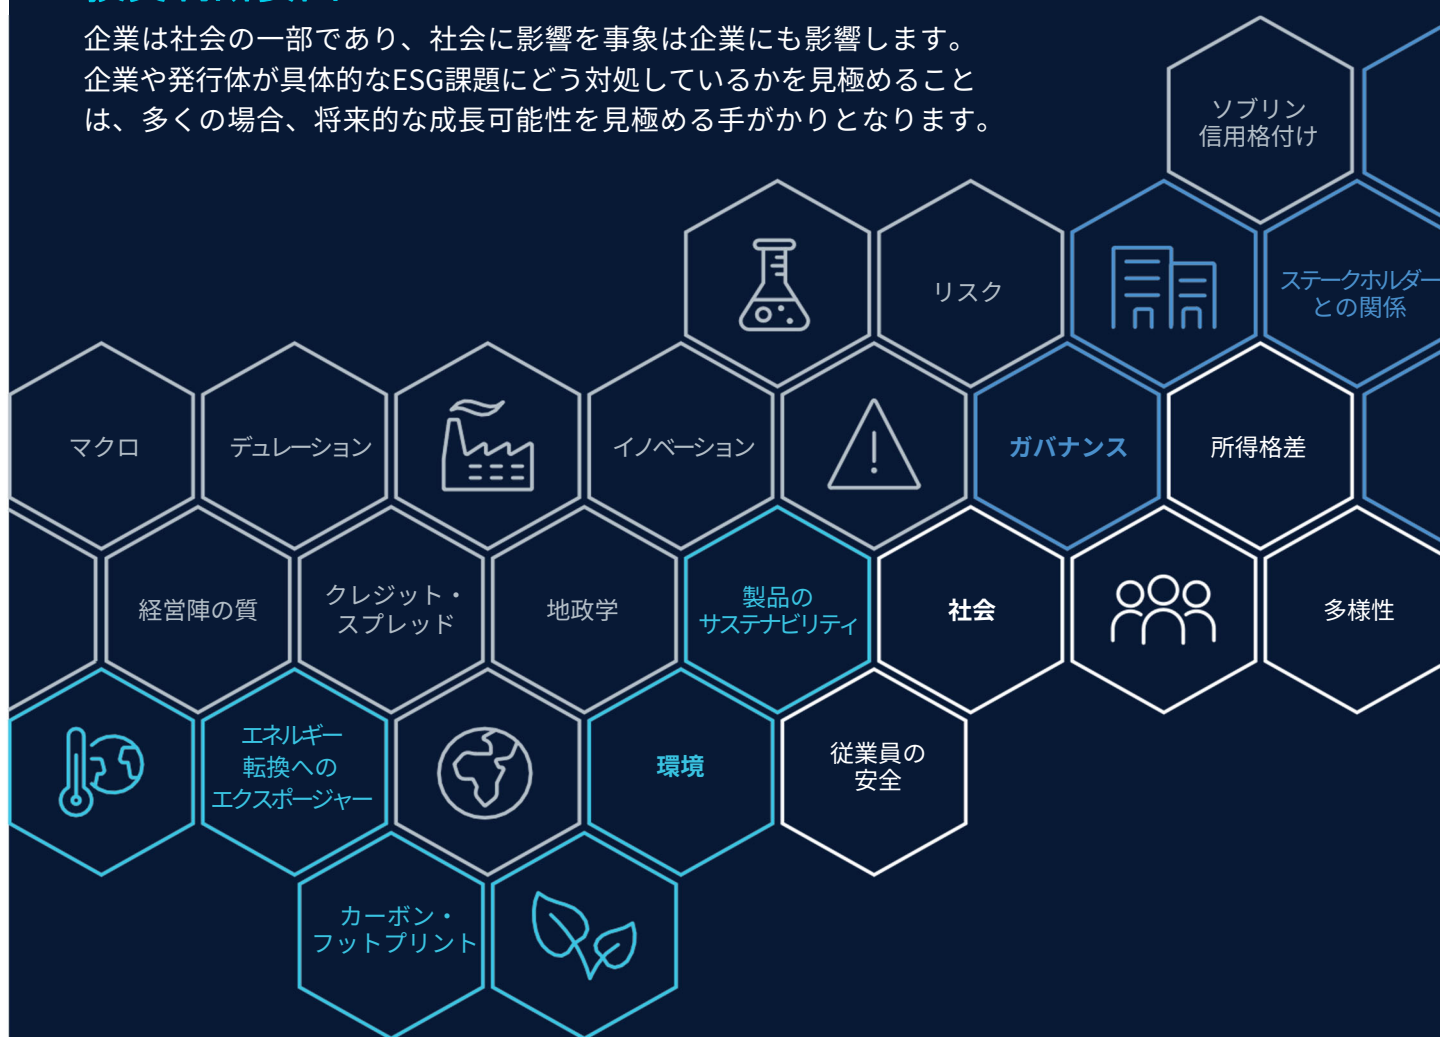 企業は社会の一部であり、社会に影響を事象は企業にも影響します。
企業や発行体が具体的なESG課題にどう対処しているかを見極めること
は、多くの場合、将来的な成長可能性を見極める手がかりとなります。
ソブリン
信用格付け
リスク
ステークホルダー
との関係
マクロ
デュレーション
イノベーション
ガバナンス
所得格差
経営陣の質
クレジット・
スプレッド
地政学
製品の
サステナビリティ
社会
多様性
エネルギー
転換への
エクスポージャー
環境
従業員の
安全
カーボン・
フットプリント